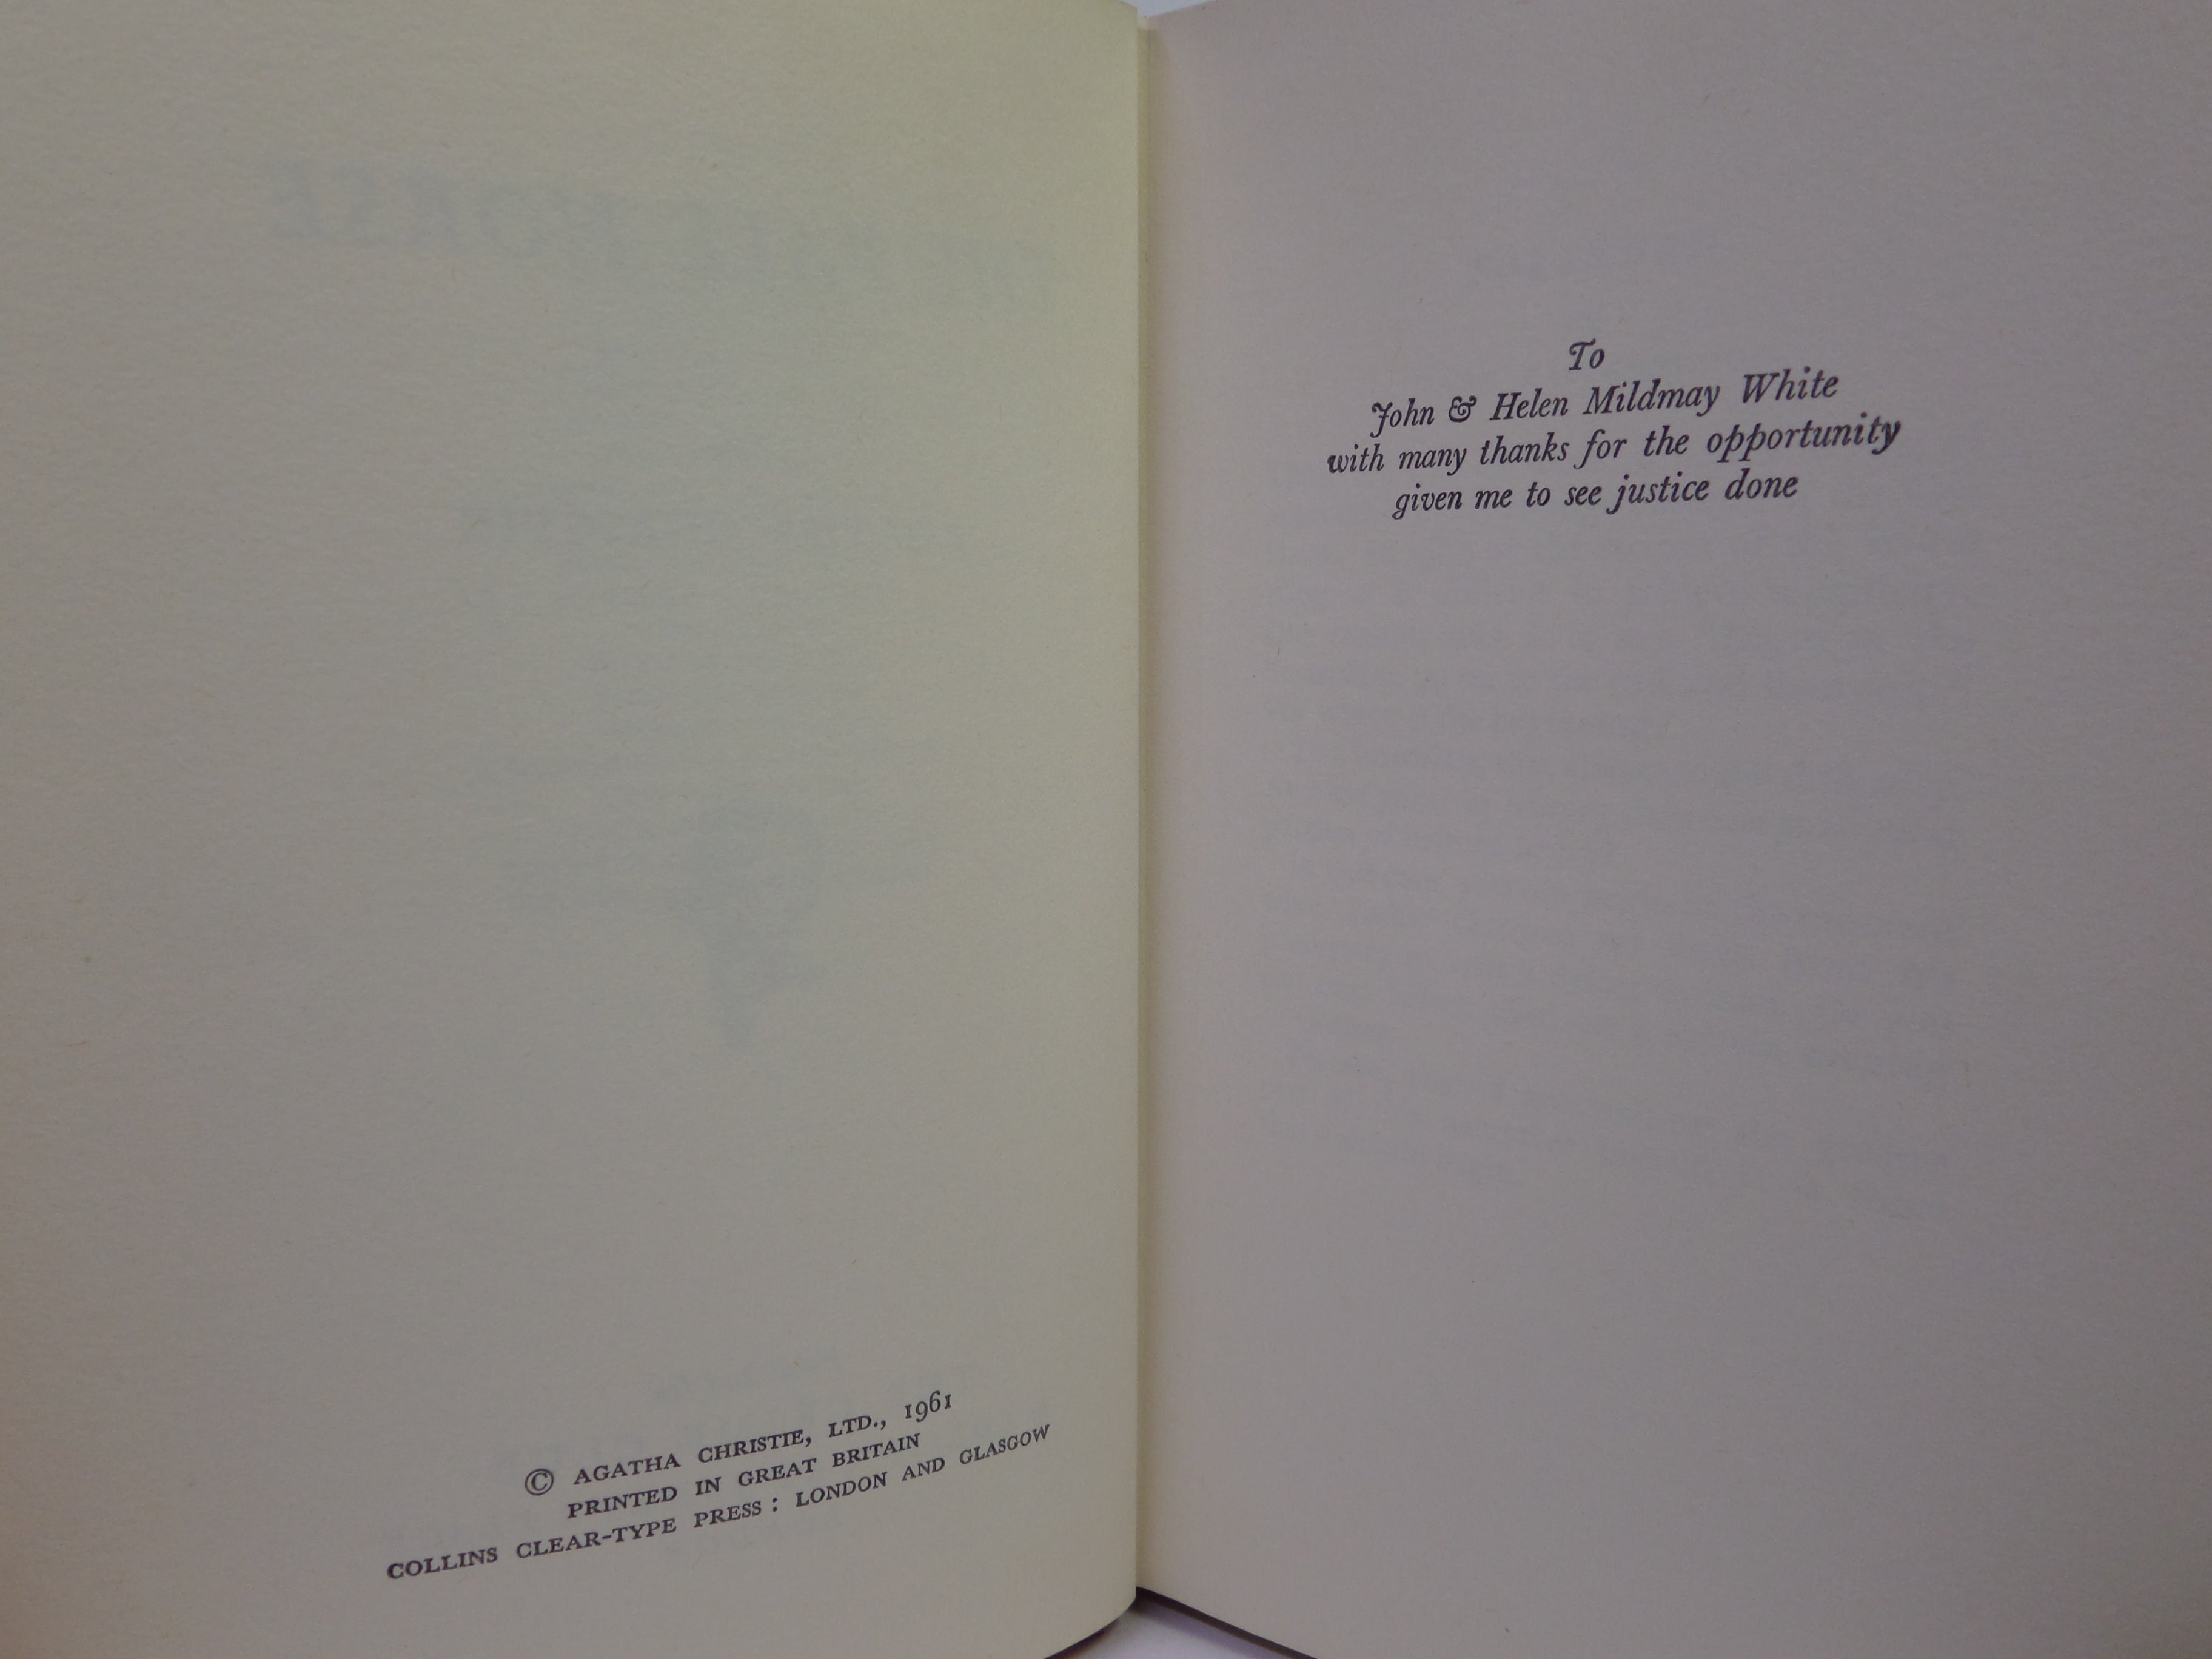 © AGATHA CHRISTIE, LTD., 1961
PRINTED IN GREAT BRITAIN
COLLINS CLEAR-TYPE PRESS : LONDON AND GLASGOW
To
John & Helen Mildmay White
with many thanks for the opportunity
given me to see justice done